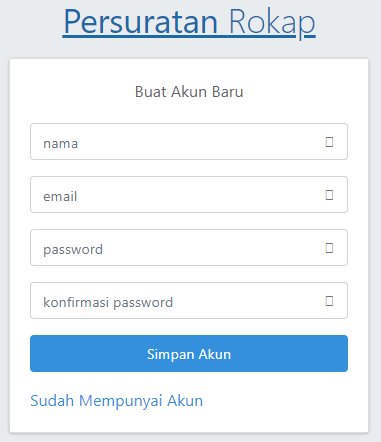 Persuratan Rokap
Buat Akun Baru
nama
email
password
konfirmasi password
Simpan Akun
Sudah Mempunyai Akun